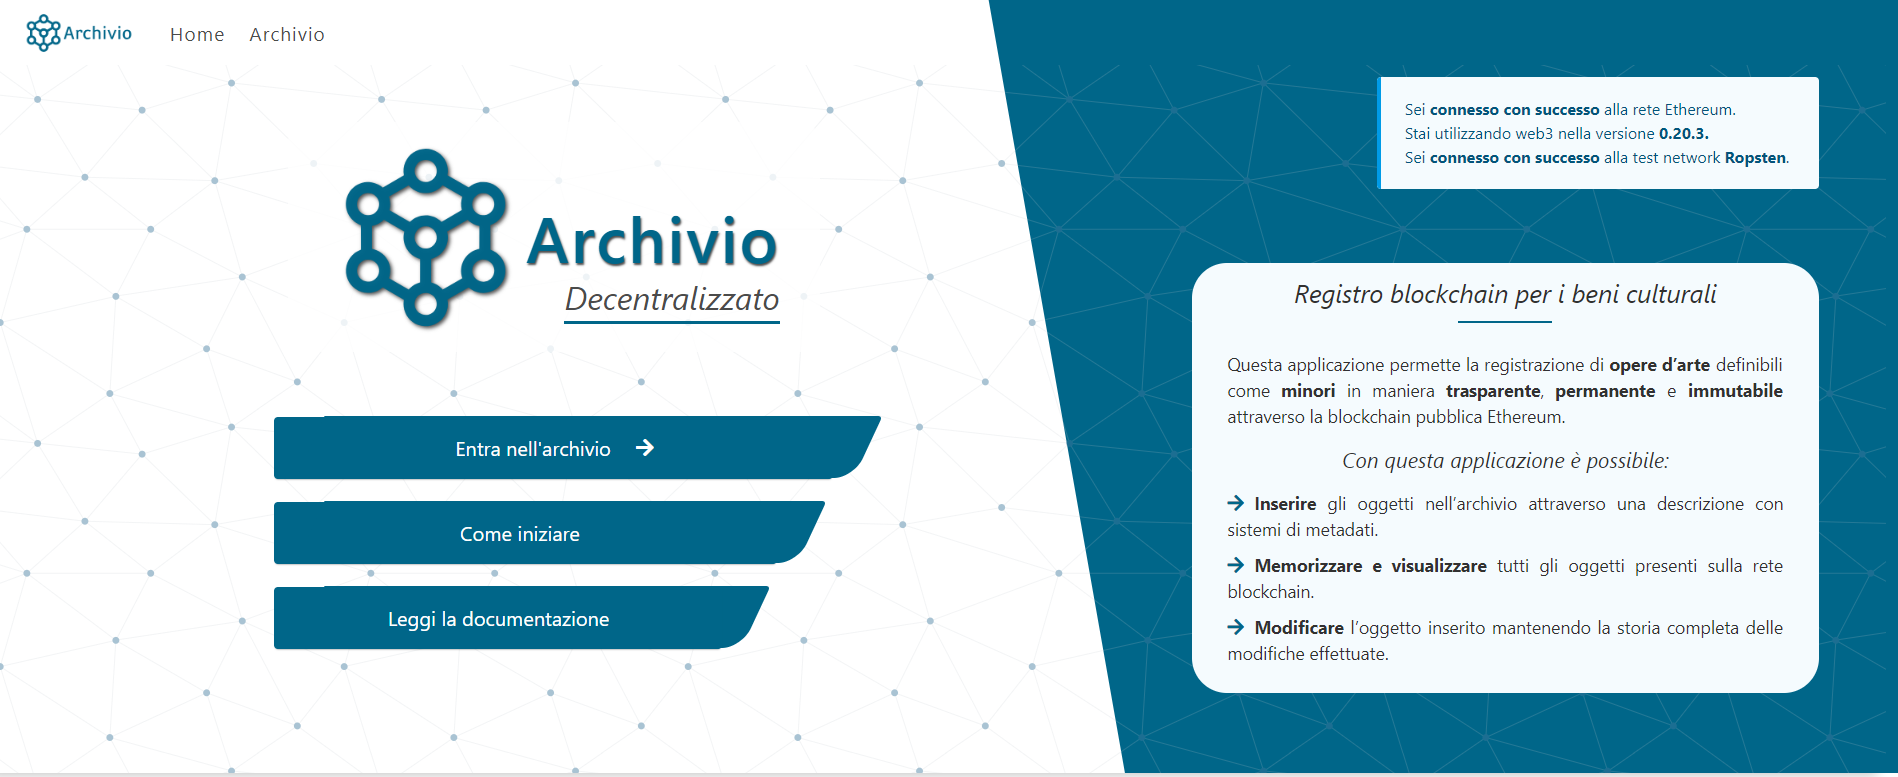 Archivio
Home
Archivio
Sei connesso con successo alla rete Ethereum.
Stai utilizzando web3 nella versione 0.20.3.
Sei connesso con successo alla test network Ropsten.
Archivio
Decentralizzato
Entra nell'archivio
Come iniziare
Leggi la documentazione
Registro blockchain per i beni culturali
Questa applicazione permette la registrazione di opere d’arte definibili
come minori in maniera trasparente, permanente e immutabile
attraverso la blockchain pubblica Ethereum.
Con questa applicazione è possibile:
Inserire gli oggetti nell’archivio attraverso una descrizione con
sistemi di metadati.
Memorizzare e visualizzare tutti gli oggetti presenti sulla rete
blockchain.
Modificare l’oggetto inserito mantenendo la storia completa delle
modifiche effettuate.